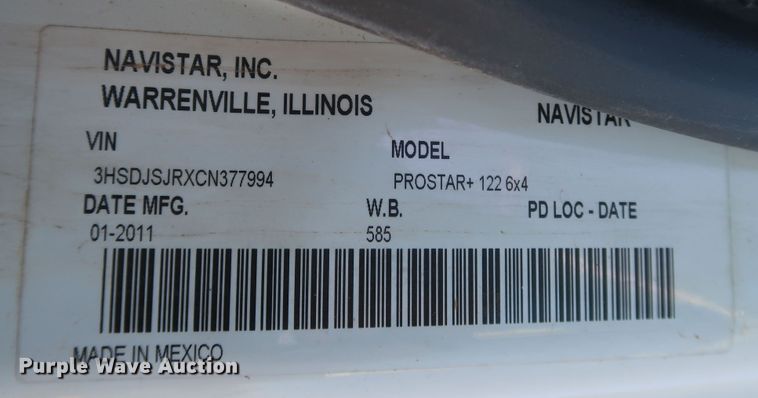 NAVISTAR, INC.
WARRENVILLE, ILLINOIS
NAVISTAR
VIN
MODEL
3HSDJSJRXCN377994
PROSTAR+ 122 6x4
DATE MFG.
W.B.
PD LOC - DATE
01-2011
585
MADE IN MEXICO
Purple Wave Auction